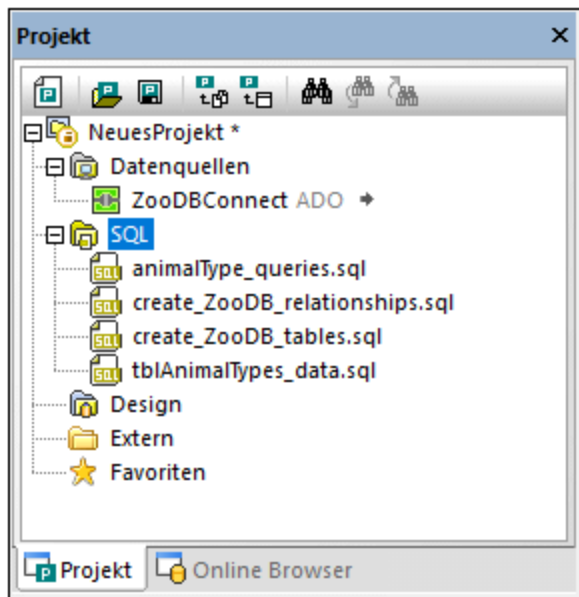 Projekt
NeuesProjekt *
Datenquellen
ZooDBConnect ADO
SQL
animalType_queries.sql
create_ZooDB_relationships.sql
create_ZooDB_tables.sql
tblAnimalTypes_data.sql
Design
Extern
Favoriten
Projekt Online Browser